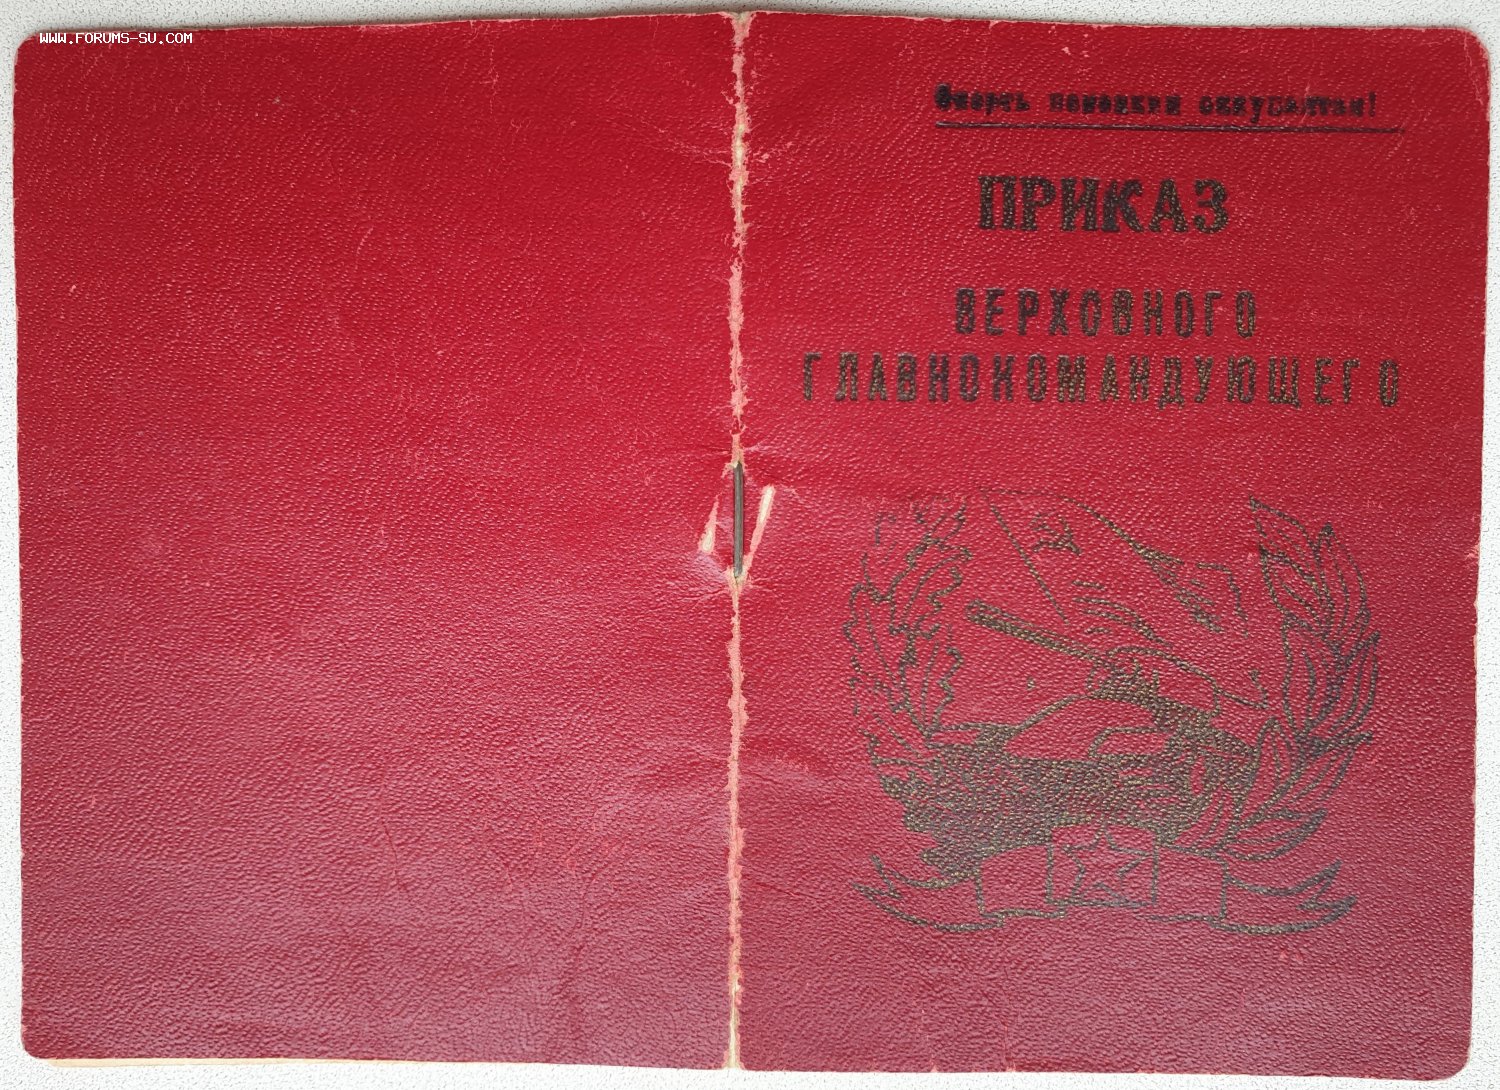 WWW.FORUMS-SU.COM
Смерть немецким оккупантам!
ПРИКАЗ
ВЕРХОВНОГО
ГЛАВНОКОМАНДУЮЩЕГО